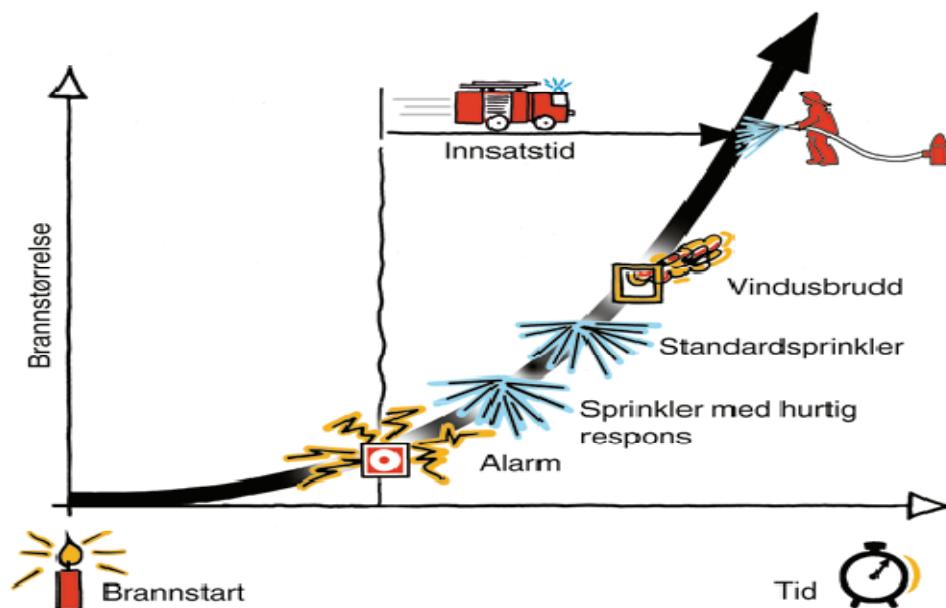 Innsatstid
Brannstørrelse
Vindusbrudd
Standardsprinkler
Sprinkler med hurtig
respons
Alarm
Brannstart
Tid